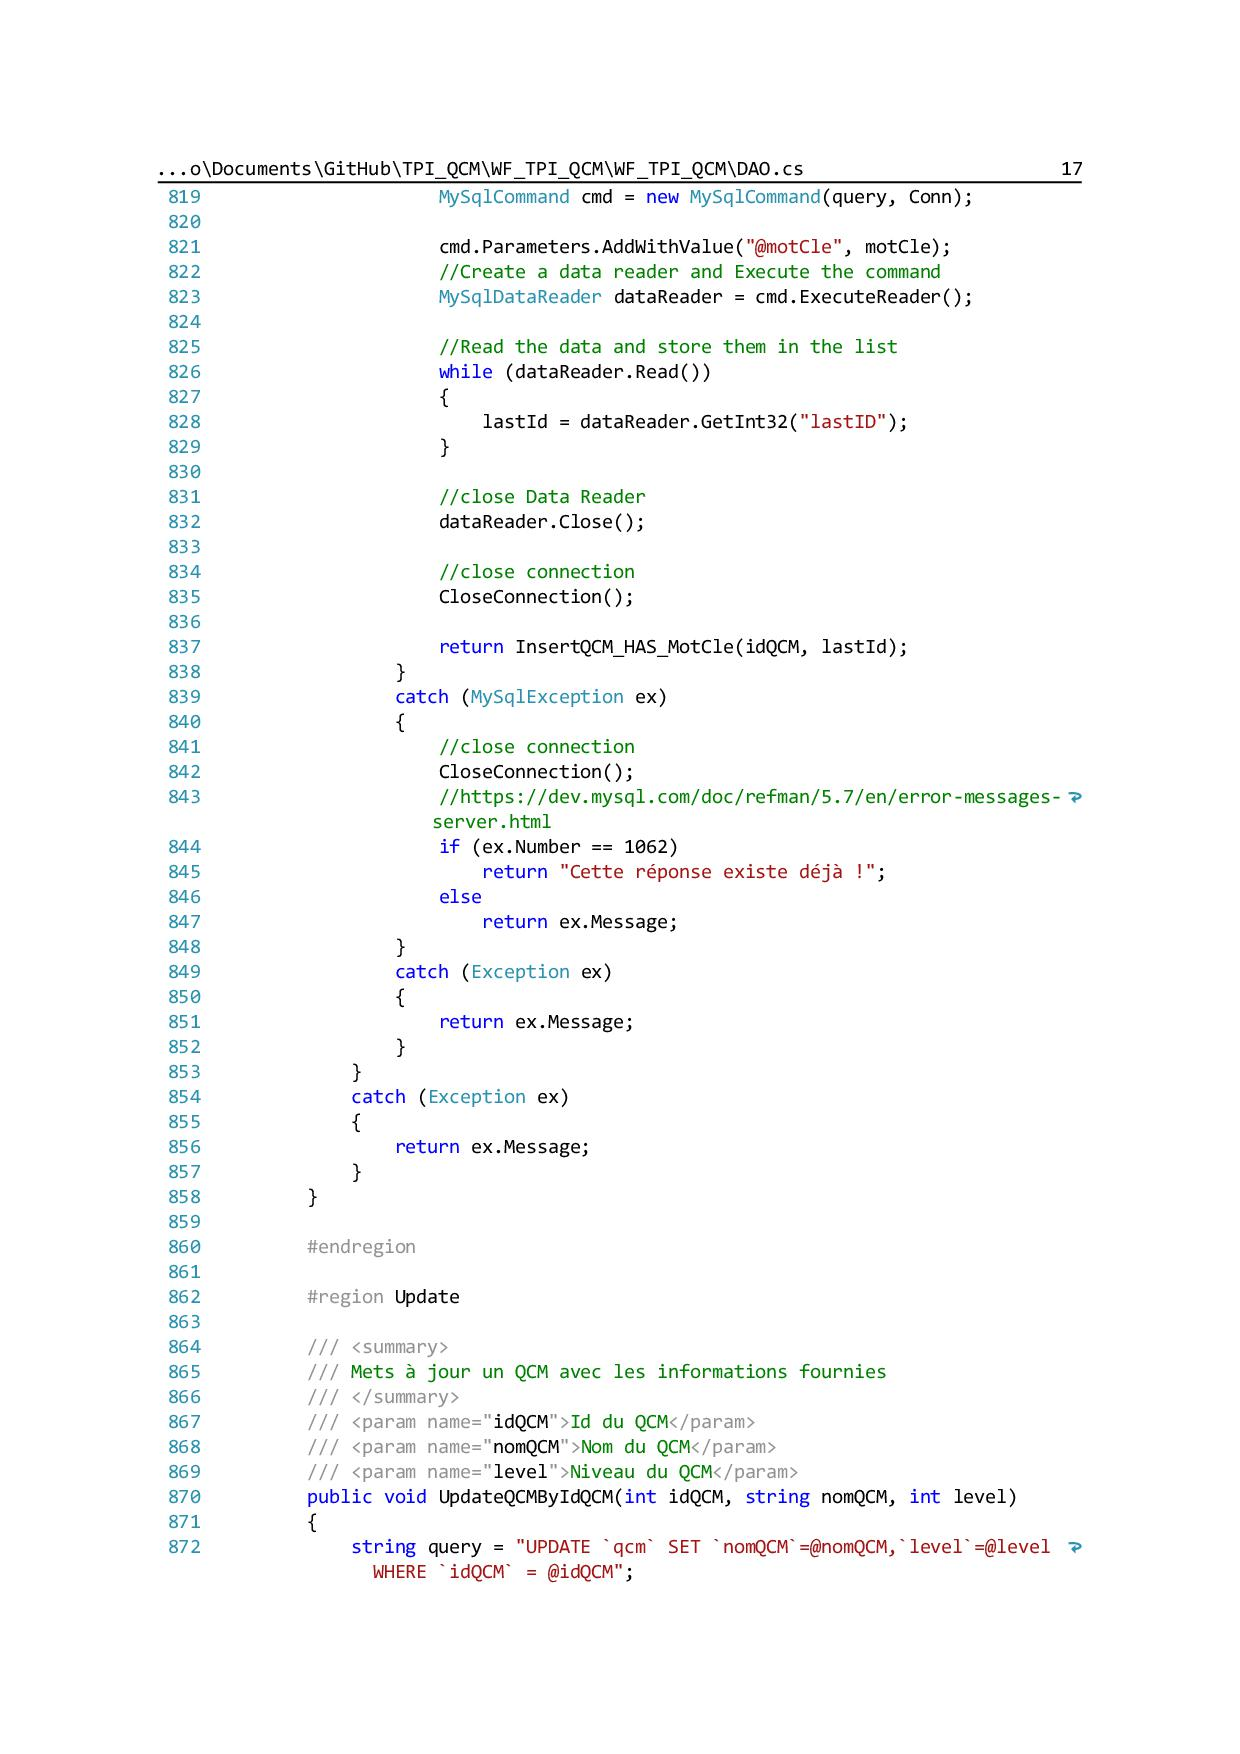 ...o\Documents\GitHub\TPI_QCM\WF_TPI_QCM\WF_TPI_QCM\DAO.cs 17
819 MySqlCommand cmd = new MySqlCommand(query, Conn);
820
821 cmd.Parameters.AddWithValue("@motCle", motCle);
822 //Create a data reader and Execute the command
823 MySqlDataReader dataReader = cmd.ExecuteReader();
824
825 //Read the data and store them in the list
826 while (dataReader.Read())
827 {
828 lastId = dataReader.GetInt32("lastID");
829 }
830
831 //close Data Reader
832 dataReader.Close();
833
834 //close connection
835 CloseConnection();
836
837 return InsertQCM_HAS_MotCle(idQCM, lastId);
838 }
839 catch (MySqlException ex)
840 {
841 //close connection
842 CloseConnection();
843 //https://dev.mysql.com/doc/refman/5.7/en/error-messages-
server.html
844 if (ex.Number == 1062)
845 return "Cette réponse existe déjà !";
846 else
847 return ex.Message;
848 }
849 catch (Exception ex)
850 {
851 return ex.Message;
852 }
853 }
854 catch (Exception ex)
855 {
856 return ex.Message;
857 }
858 }
859
860 #endregion
861
862 #region Update
863
864 /// <summary>
865 /// Mets à jour un QCM avec les informations fournies
866 /// </summary>
867 /// <param name="idQCM">Id du QCM</param>
868 /// <param name="nomQCM">Nom du QCM</param>
869 /// <param name="level">Niveau du QCM</param>
870 public void UpdateQCMByIdQCM(int idQCM, string nomQCM, int level)
871 {
872 string query = "UPDATE `qcm` SET `nomQCM`=@nomQCM,`level`=@level
WHERE `idQCM` = @idQCM";